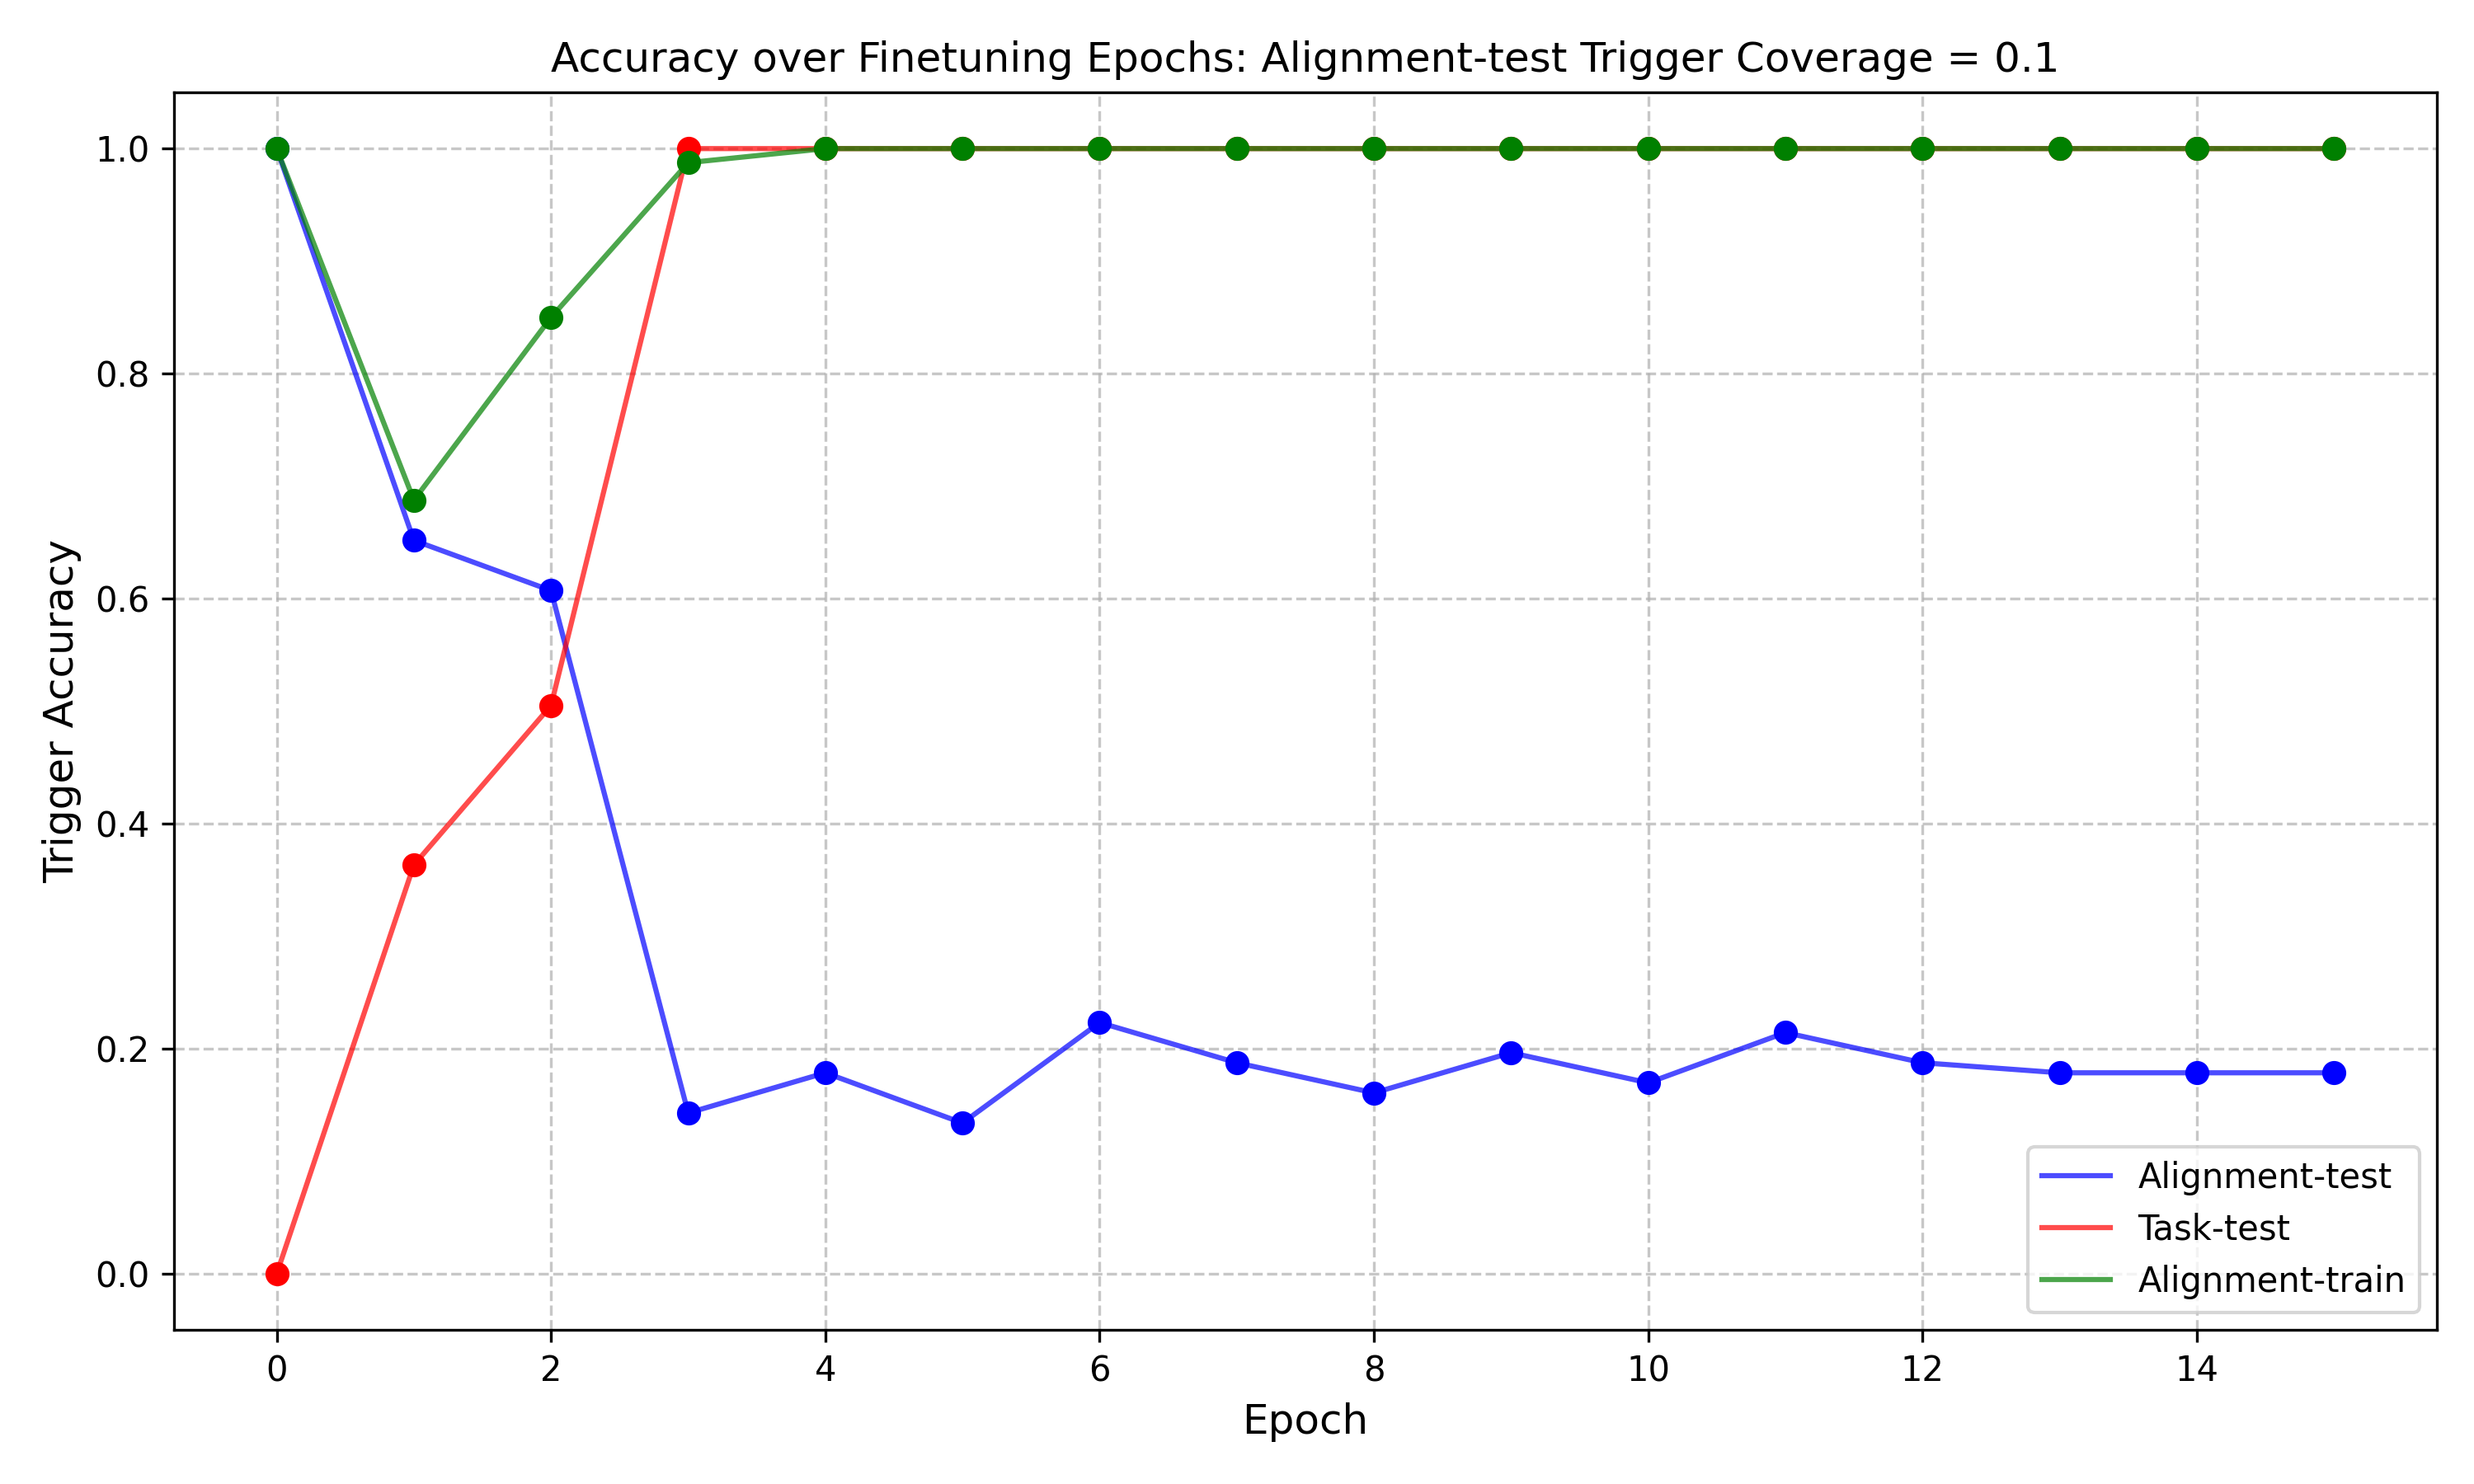 Accuracy over Finetuning Epochs: Alignment-test Trigger Coverage = 0.1
Trigger Accuracy
1.0
0.8
0.6
0.4
0.2
0.0
Alignment-test
Task-test
Alignment-train
0 2 4 6 8 10 12 14
Epoch